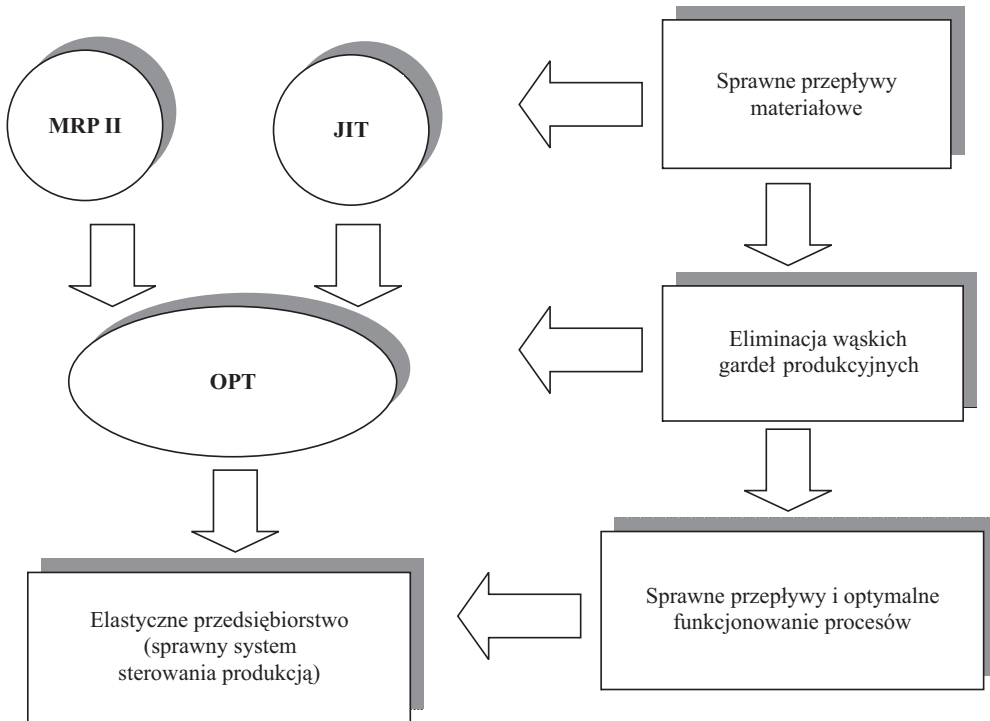 MRP II
JIT
Sprawne przepływy
materiałowe
OPT
Eliminacja wąskich
gardeł produkcyjnych
Elastyczne przedsiębiorstwo
(sprawny system
sterowania produkcją)
Sprawne przepływy i optymalne
funkcjonowanie procesów